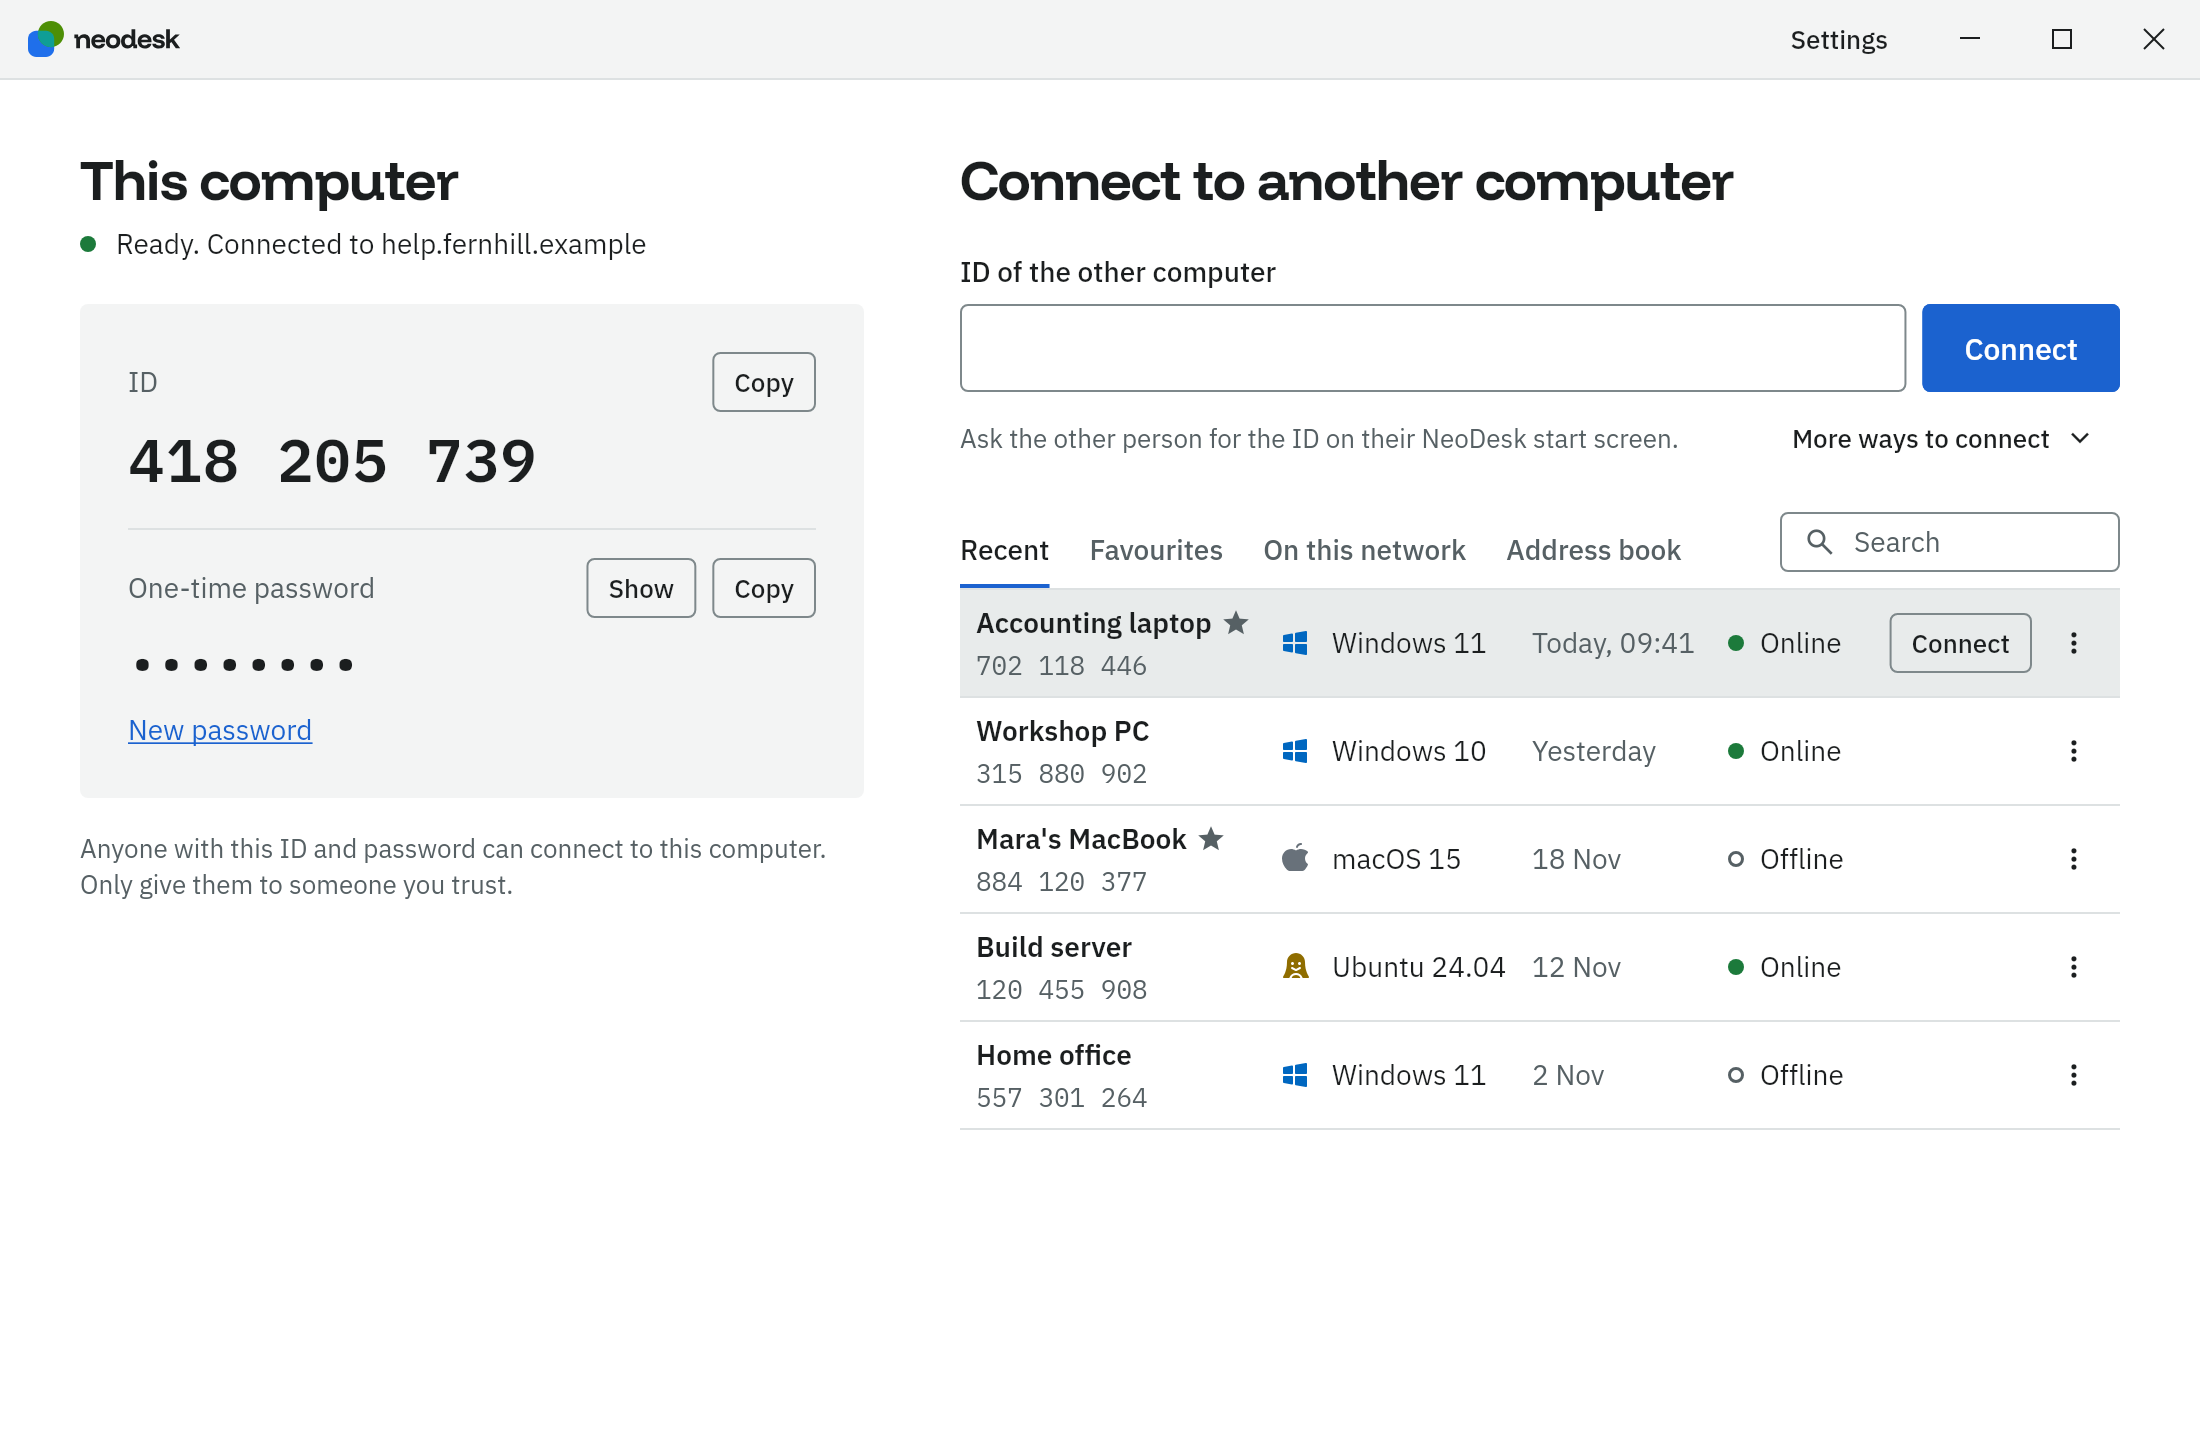 neodesk
Settings
This computer
Ready. Connected to help.fernhill.example
ID
Copy
418 205 739
One-time password
Show
Copy
New password
Anyone with this ID and password can connect to this computer.
Only give them to someone you trust.
Connect to another computer
ID of the other computer
Connect
Ask the other person for the ID on their NeoDesk start screen.
More ways to connect
Recent Favourites On this network Address book
Search
Accounting laptop
702 118 446
Windows 11 Today, 09:41 Online Connect
Workshop PC
315 880 902
Windows 10 Yesterday Online
Mara's MacBook
884 120 377
macOS 15 18 Nov Offline
Build server
120 455 908
Ubuntu 24.04 12 Nov Online
Home office
557 301 264
Windows 11 2 Nov Offline